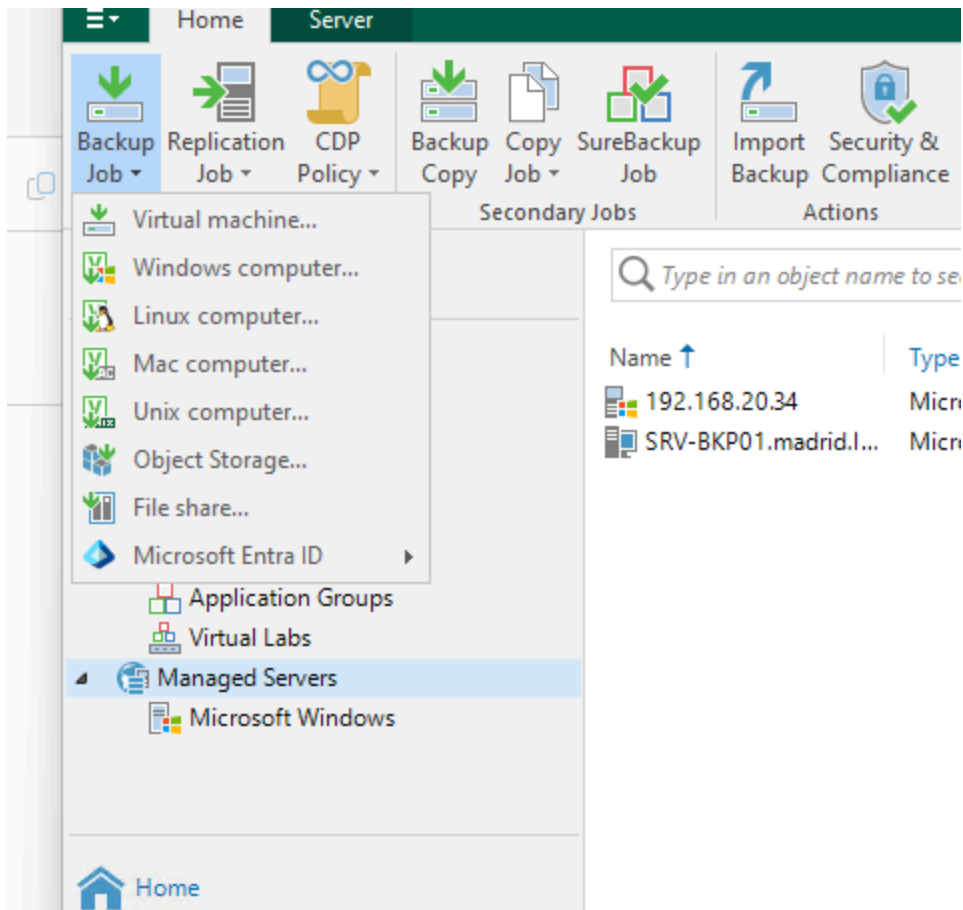 Home Server
Backup Job
Replication Job
CDP Policy
Backup Copy
Copy Job
SureBackup Job
Import Backup
Security & Compliance
Secondary Jobs
Actions
Virtual machine...
Windows computer...
Linux computer...
Mac computer...
Unix computer...
Object Storage...
File share...
Microsoft Entra ID
Application Groups
Virtual Labs
Managed Servers
Microsoft Windows
Home
Type in an object name to se
Name Type
192.168.20.34 Micr
SRV-BKP01.madrid.l... Micr